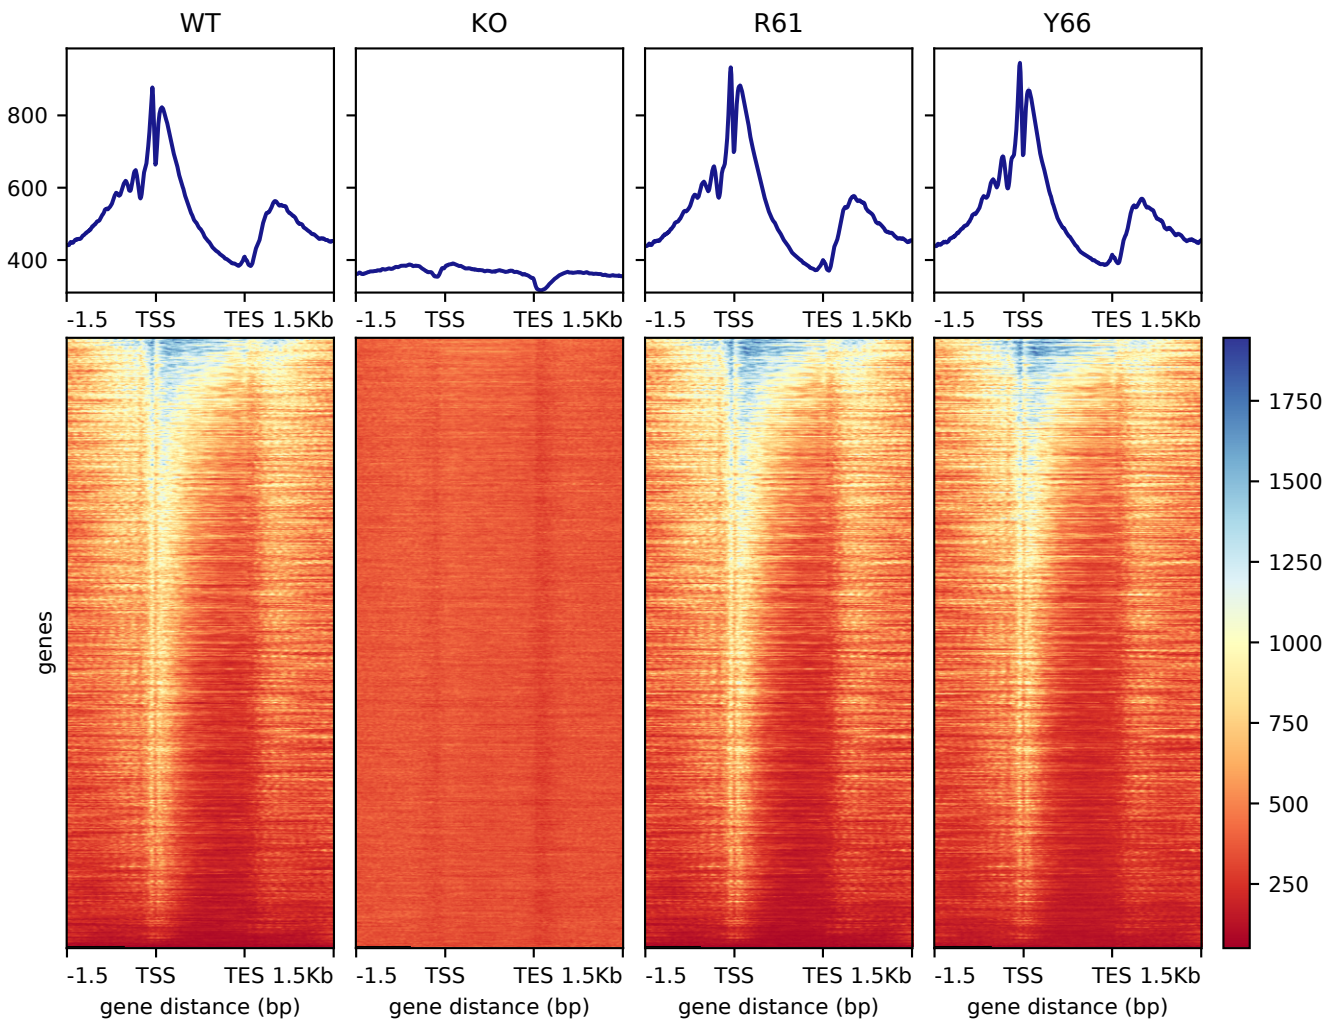 WT KO R61 Y66
800
600
400
-1.5 TSS TES 1.5Kb -1.5 TSS TES 1.5Kb -1.5 TSS TES 1.5Kb -1.5 TSS TES 1.5Kb
genes
1750
1500
1250
1000
750
500
250
-1.5 TSS TES 1.5Kb -1.5 TSS TES 1.5Kb -1.5 TSS TES 1.5Kb -1.5 TSS TES 1.5Kb
gene distance (bp) gene distance (bp) gene distance (bp) gene distance (bp)